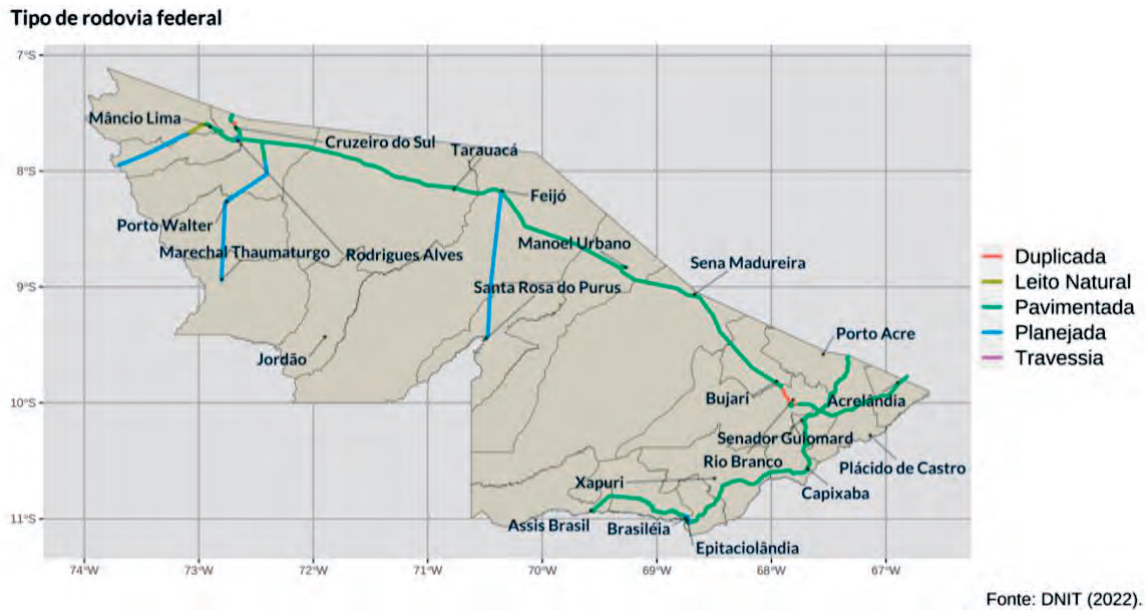 Tipo de rodovia federal
7°S
Mâncio Lima
Cruzeiro do Sul
Tarauacá
8°S
Feijó
Porto Walter
Manoel Urbano
Marechal Thaumaturgo
Rodrigues Alves
Sena Madureira
9°S
Santa Rosa do Purus
Porto Acre
Jordão
Bujari
Acrelândia
10°S
Senador Guiomard
Rio Branco
Plácido de Castro
Xapuri
Capixaba
11°S
Assis Brasil
Brasiléia
Epitaciolândia
74°W 73°W 72°W 71°W 70°W 69°W 68°W 67°W
Duplicada
Leito Natural
Pavimentada
Planejada
Travessia
Fonte: DNIT (2022).